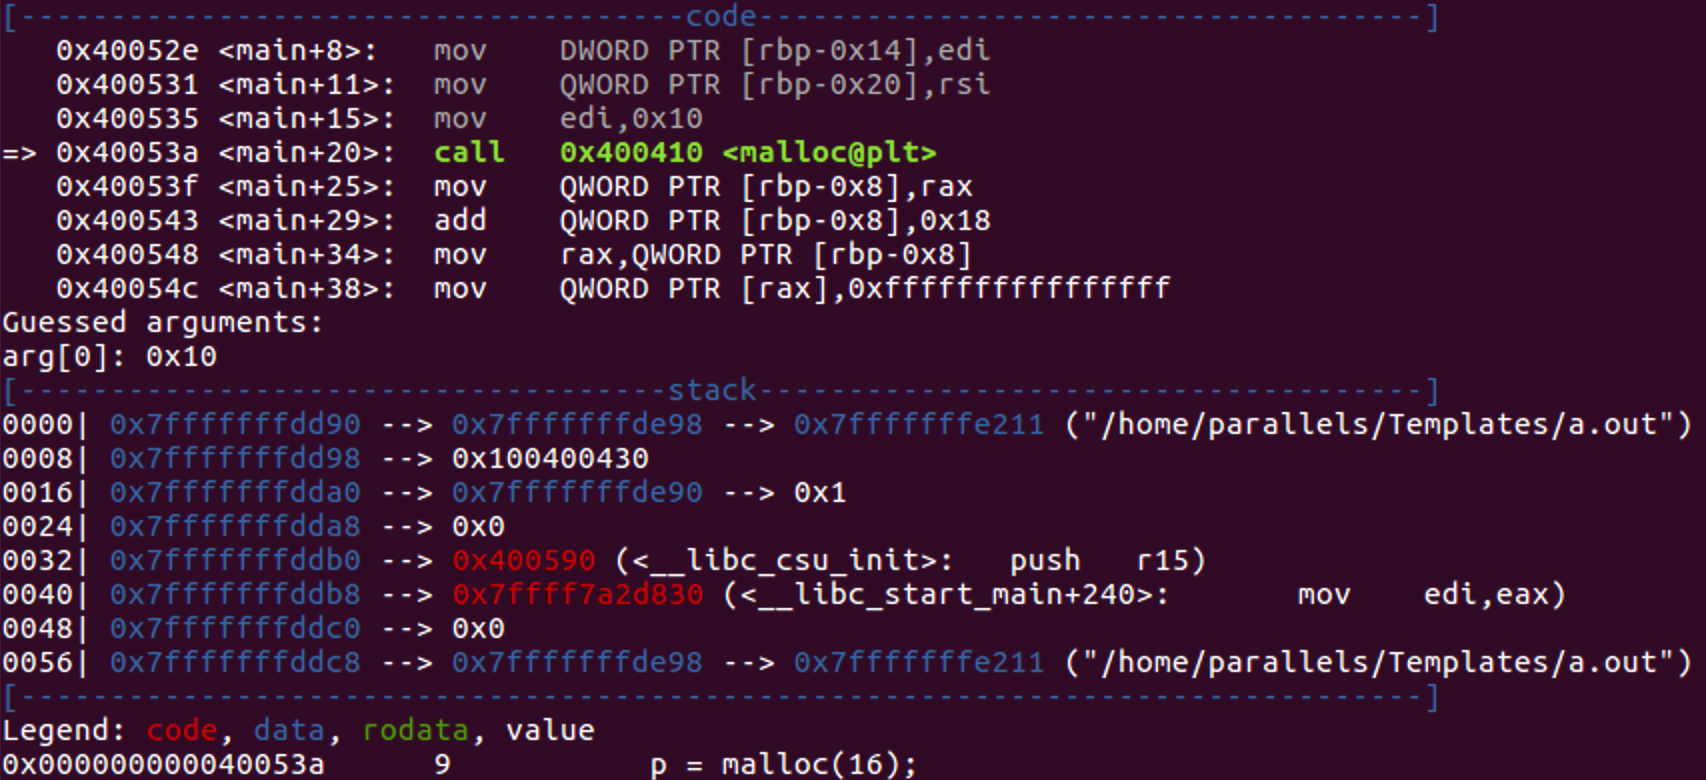 [-------------------------------------code-------------------------------------]
   0x40052e <main+8>:	mov    DWORD PTR [rbp-0x14],edi
   0x400531 <main+11>:	mov    QWORD PTR [rbp-0x20],rsi
   0x400535 <main+15>:	mov    edi,0x10
=> 0x40053a <main+20>:	call   0x400410 <malloc@plt>
   0x40053f <main+25>:	mov    QWORD PTR [rbp-0x8],rax
   0x400543 <main+29>:	add    QWORD PTR [rbp-0x8],0x18
   0x400548 <main+34>:	mov    rax,QWORD PTR [rbp-0x8]
   0x40054c <main+38>:	mov    QWORD PTR [rax],0xffffffffffffffff
Guessed arguments:
arg[0]: 0x10
[------------------------------------stack-------------------------------------]
0000| 0x7fffffffdd90 --> 0x7fffffffde98 --> 0x7fffffffe211 ("/home/parallels/Templates/a.out")
0008| 0x7fffffffdd98 --> 0x100400430
0016| 0x7fffffffdda0 --> 0x7fffffffde90 --> 0x1
0024| 0x7fffffffdda8 --> 0x0
0032| 0x7fffffffddb0 --> 0x400590 (<__libc_csu_init>:	push   r15)
0040| 0x7fffffffddb8 --> 0x7ffff7a2d830 (<__libc_start_main+240>:	mov    edi,eax)
0048| 0x7fffffffddc0 --> 0x0
0056| 0x7fffffffddc8 --> 0x7fffffffde98 --> 0x7fffffffe211 ("/home/parallels/Templates/a.out")
[------------------------------------------------------------------------------]
Legend: code, data, rodata, value
0x000000000040053a	9	    p = malloc(16);